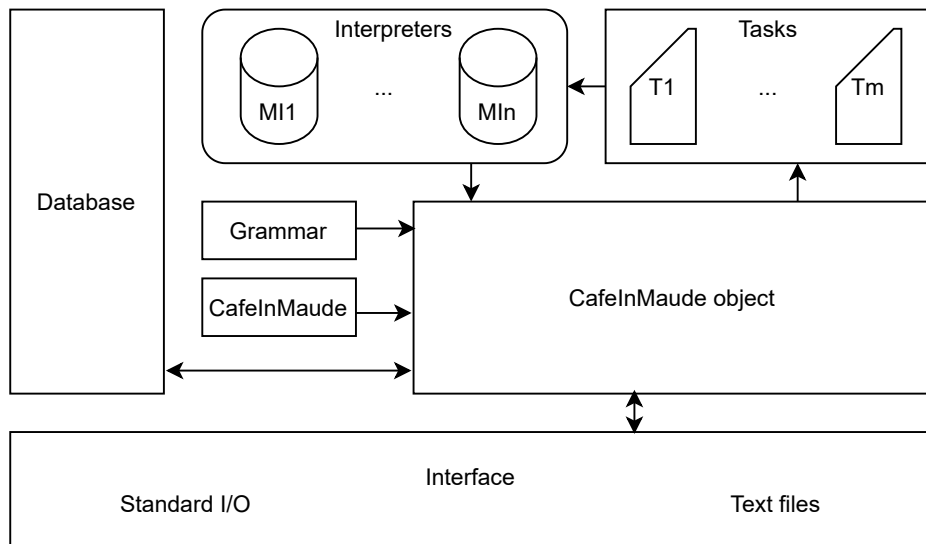 Interpreters
Tasks
MI1
...
MIn
T1
...
Tm
Database
Grammar
CafeInMaude
CafeInMaude object
Interface
Standard I/O
Text files